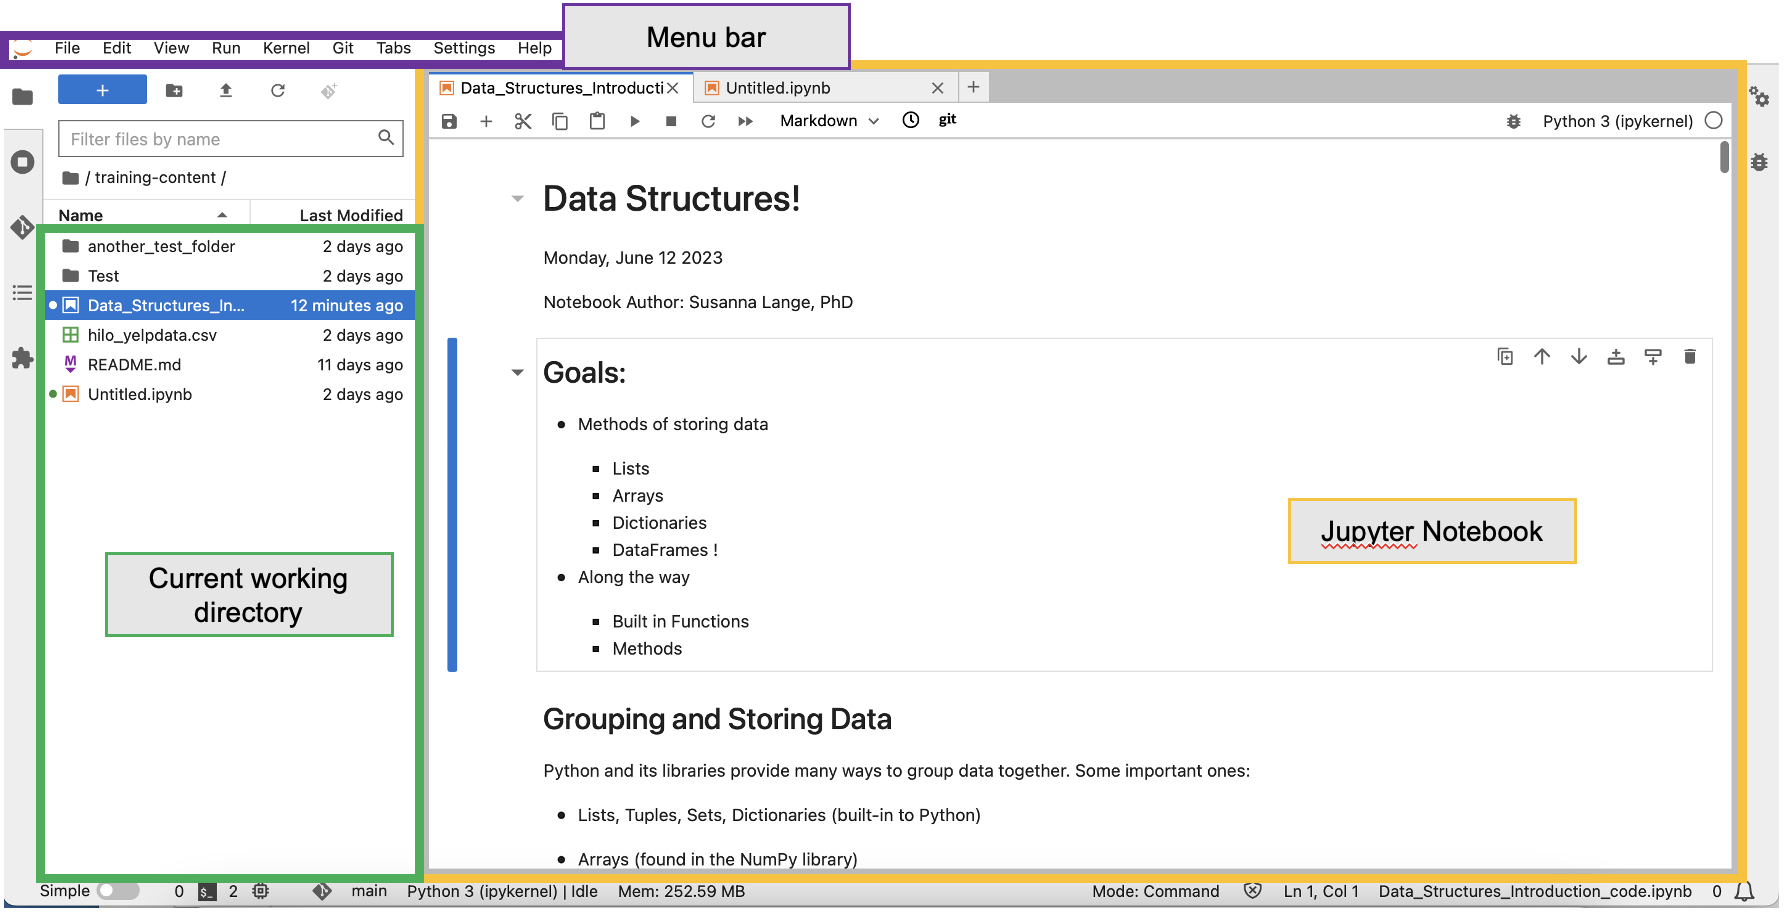 Menu bar
File Edit View Run Kernel Git Tabs Settings Help
+
Filter files by name
/ training-content /
Name Last Modified
another_test_folder 2 days ago
Test 2 days ago
Data_Structures_In... 12 minutes ago
hilo_yelpdata.csv 2 days ago
README.md 11 days ago
Untitled.ipynb 2 days ago
Current working
directory
Data_Structures_Introducti Untitled.ipynb
Markdown git Python 3 (ipykernel)
Data Structures!
Monday, June 12 2023
Notebook Author: Susanna Lange, PhD
Goals:
• Methods of storing data
▪ Lists
▪ Arrays
▪ Dictionaries
▪ DataFrames !
• Along the way
▪ Built in Functions
▪ Methods
Jupyter Notebook
Grouping and Storing Data
Python and its libraries provide many ways to group data together. Some important ones:
• Lists, Tuples, Sets, Dictionaries (built-in to Python)
• Arrays (found in the NumPy library)
Simple 0 $_ 2 main Python 3 (ipykernel) | Idle Mem: 252.59 MB Mode: Command Ln 1, Col 1 Data_Structures_Introduction_code.ipynb 0